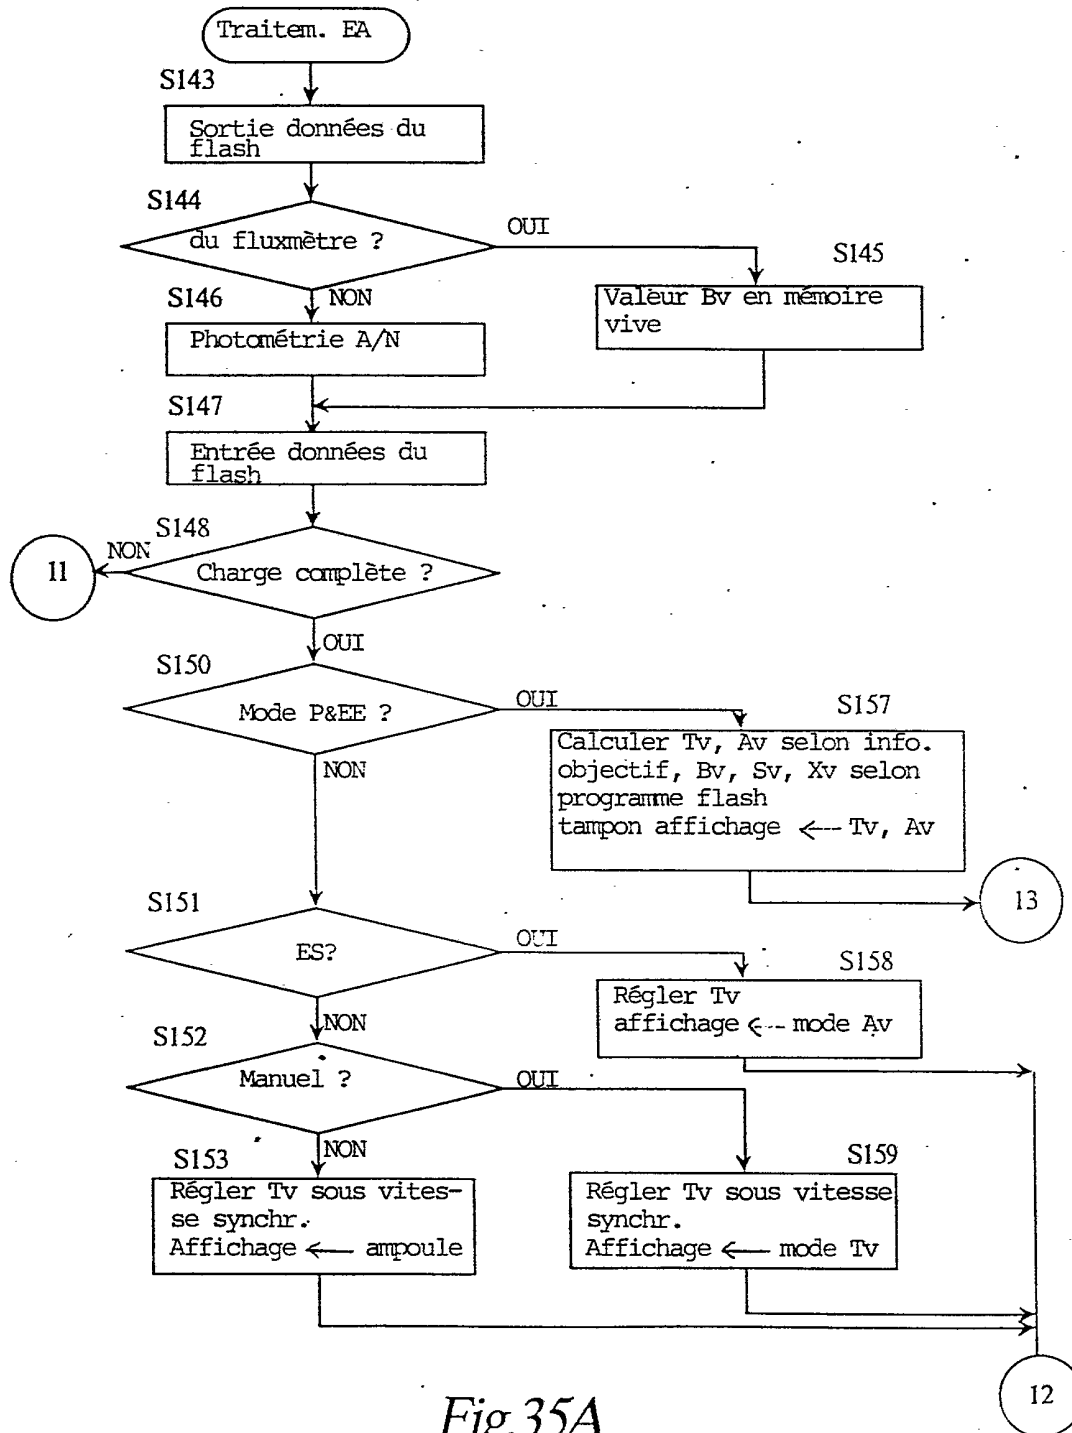 Traitem. EA
S143
Sortie données du
flash
S144
du fluxmètre ?
OUI
S145
Valeur Bv en mémoire
vive
NON
S146
Photométrie A/N
S147
Entrée données du
flash
S148
NON
11
Charge complète ?
OUI
S150
Mode P&EE ?
OUI
S157
Calculer Tv, Av selon info.
objectif, Bv, Sv, Xv selon
programme flash
tampon affichage <--- Tv, Av
NON
13
S151
ES?
OUI
S158
Régler Tv
affichage <--- mode Av
NON
S152
Manuel ?
OUI
NON
S153
Régler Tv sous vites-
se synchr.
Affichage <--- ampoule
S159
Régler Tv sous vitesse
synchr.
Affichage <--- mode Tv
12
Fig. 35A